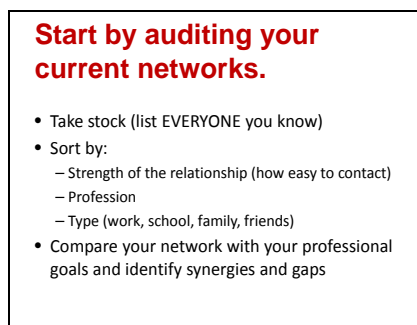 Start by auditing your
current networks.
• Take stock (list EVERYONE you know)
• Sort by:
– Strength of the relationship (how easy to contact)
– Profession
– Type (work, school, family, friends)
• Compare your network with your professional
goals and identify synergies and gaps